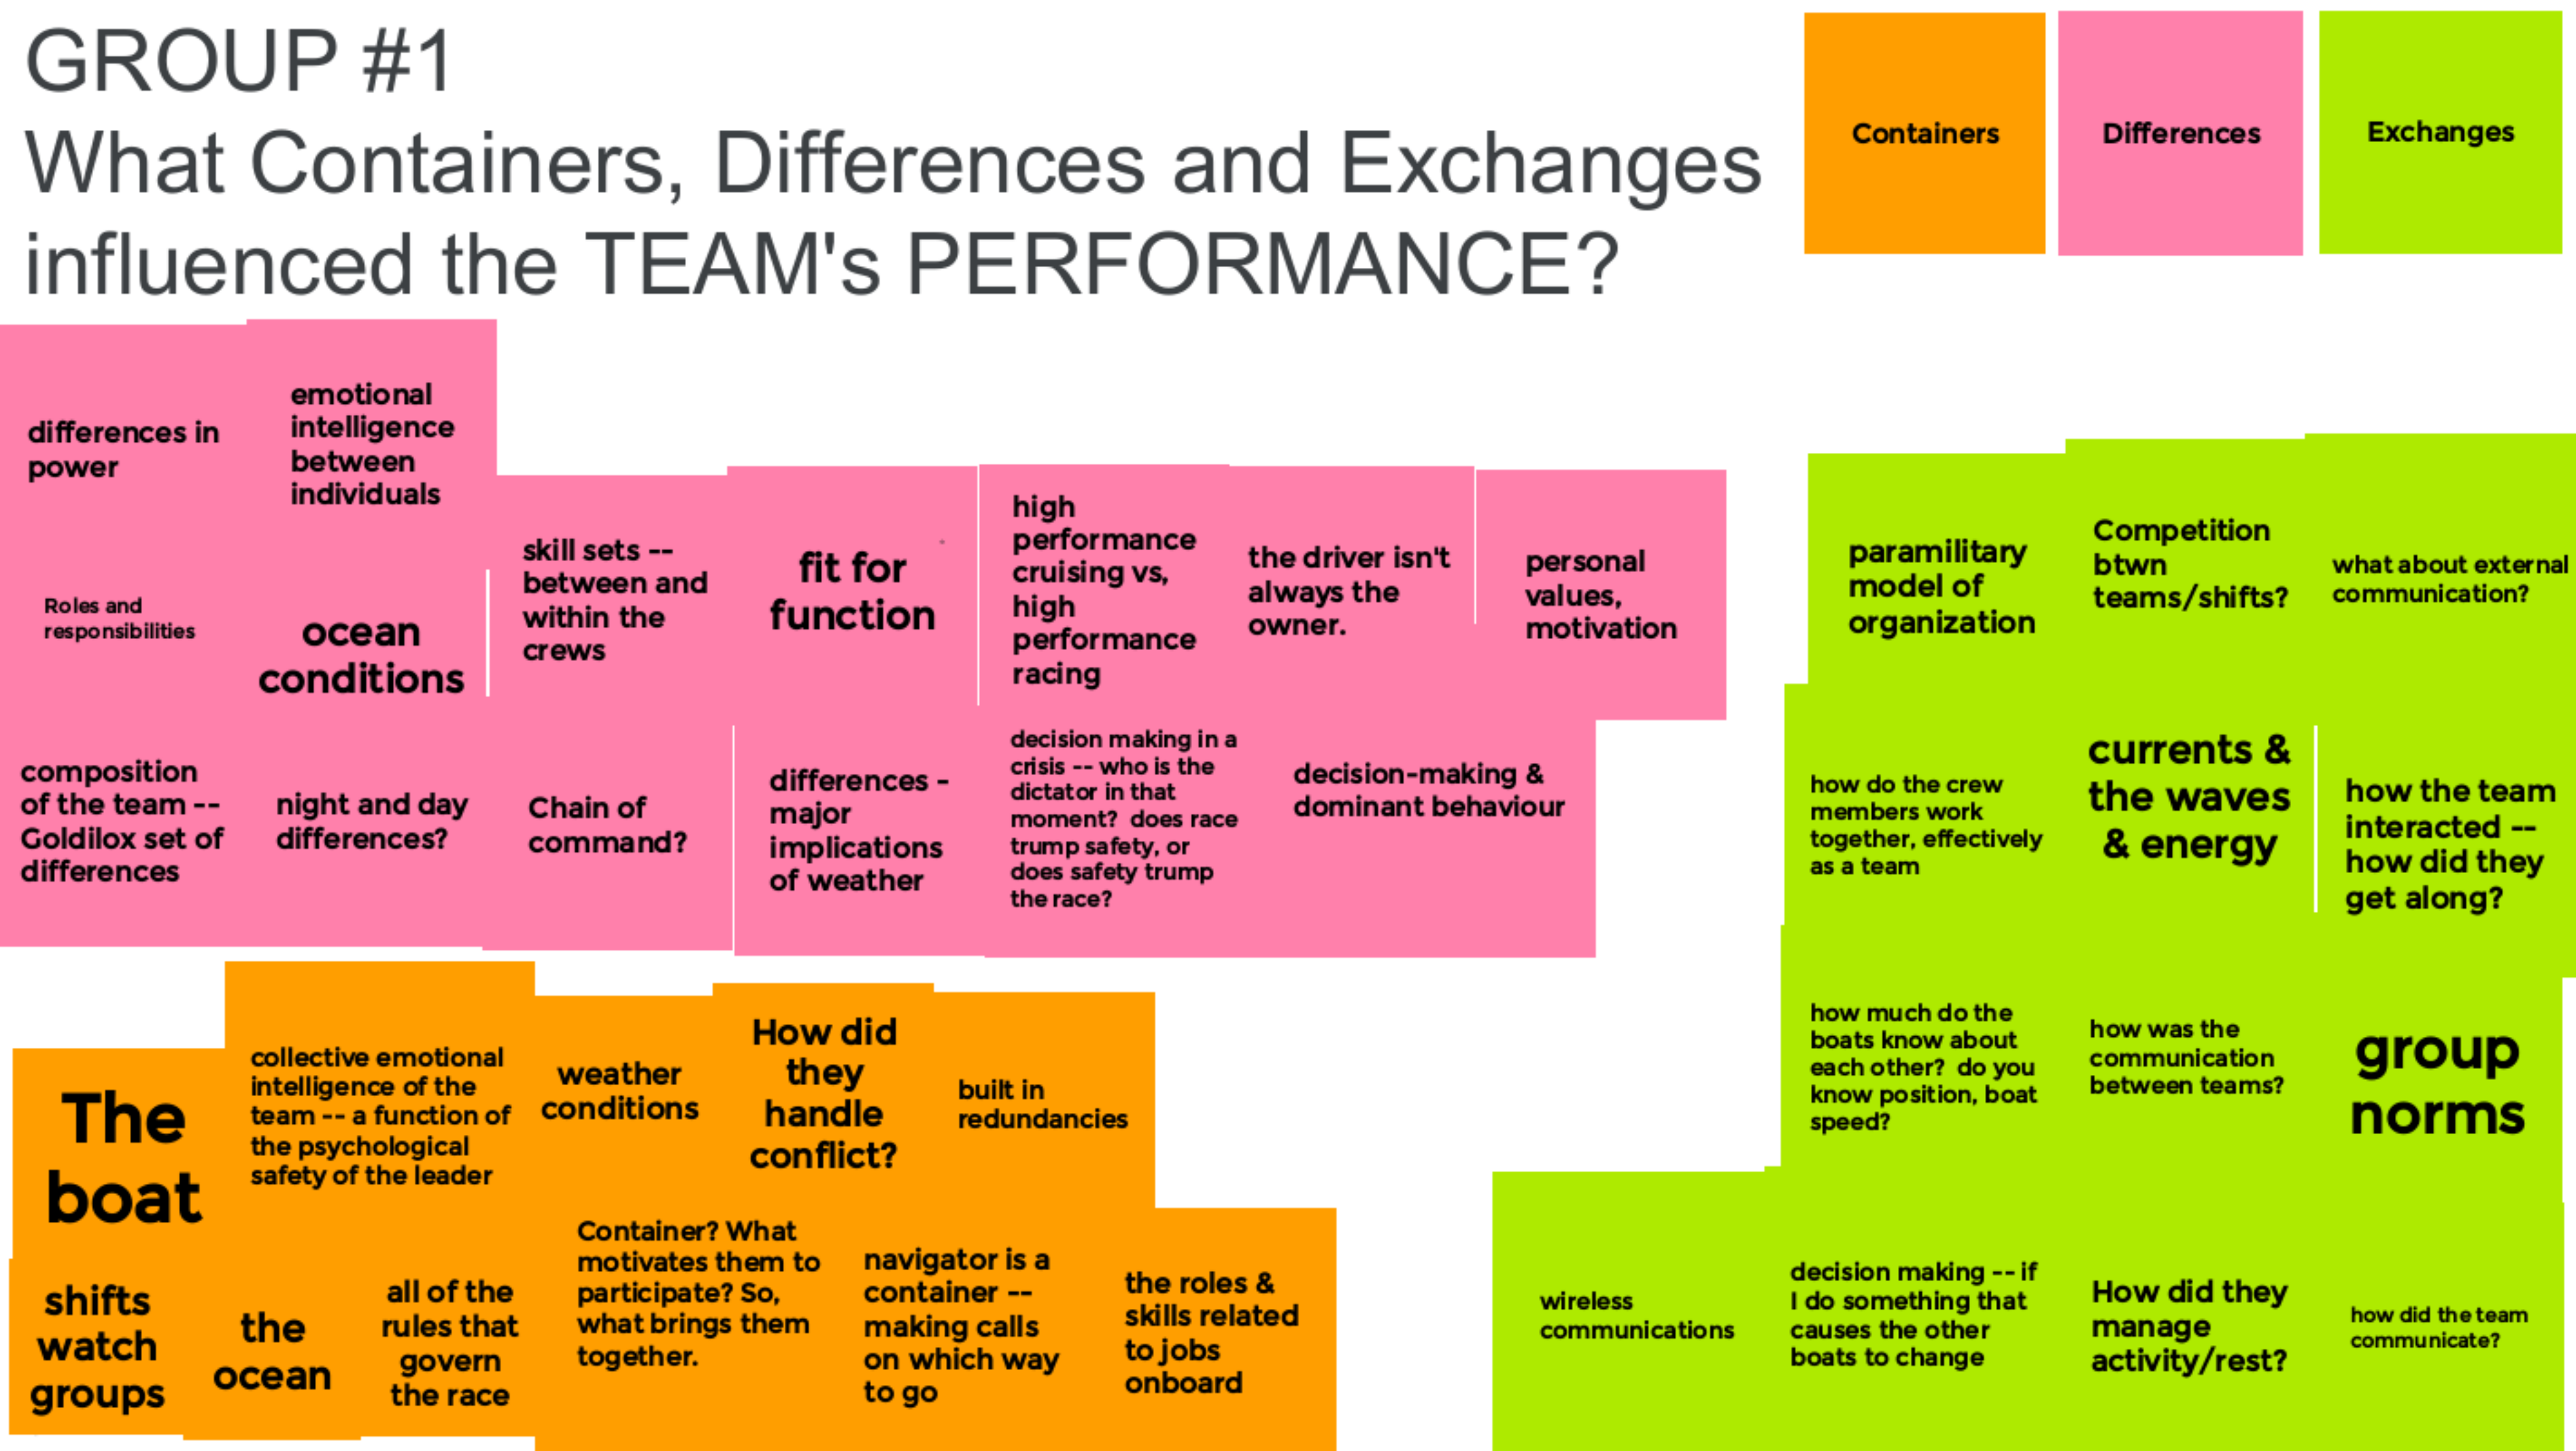 GROUP #1
What Containers, Differences and Exchanges
influenced the TEAM's PERFORMANCE?
Containers
Differences
Exchanges
differences in
power
emotional
intelligence
between
individuals
Roles and
responsibilities
ocean
conditions
skill sets --
between and
within the
crews
fit for
function
high
performance
cruising vs,
high
performance
racing
the driver isn't
always the
owner.
personal
values,
motivation
composition
of the team --
Goldilox set of
differences
night and day
differences?
Chain of
command?
differences -
major
implications
of weather
decision making in a
crisis -- who is the
dictator in that
moment? does race
trump safety, or
does safety trump
the race?
decision-making &
dominant behaviour
paramilitary
model of
organization
Competition
btwn
teams/shifts?
what about external
communication?
how do the crew
members work
together, effectively
as a team
currents &
the waves
& energy
how the team
interacted --
how did they
get along?
how much do the
boats know about
each other? do you
know position, boat
speed?
how was the
communication
between teams?
group
norms
wireless
communications
decision making -- if
I do something that
causes the other
boats to change
How did they
manage
activity/rest?
how did the team
communicate?
The
boat
collective emotional
intelligence of the
team -- a function of
the psychological
safety of the leader
weather
conditions
How did
they
handle
conflict?
built in
redundancies
shifts
watch
groups
the
ocean
all of the
rules that
govern
the race
Container? What
motivates them to
participate? So,
what brings them
together.
navigator is a
container --
making calls
on which way
to go
the roles &
skills related
to jobs
onboard